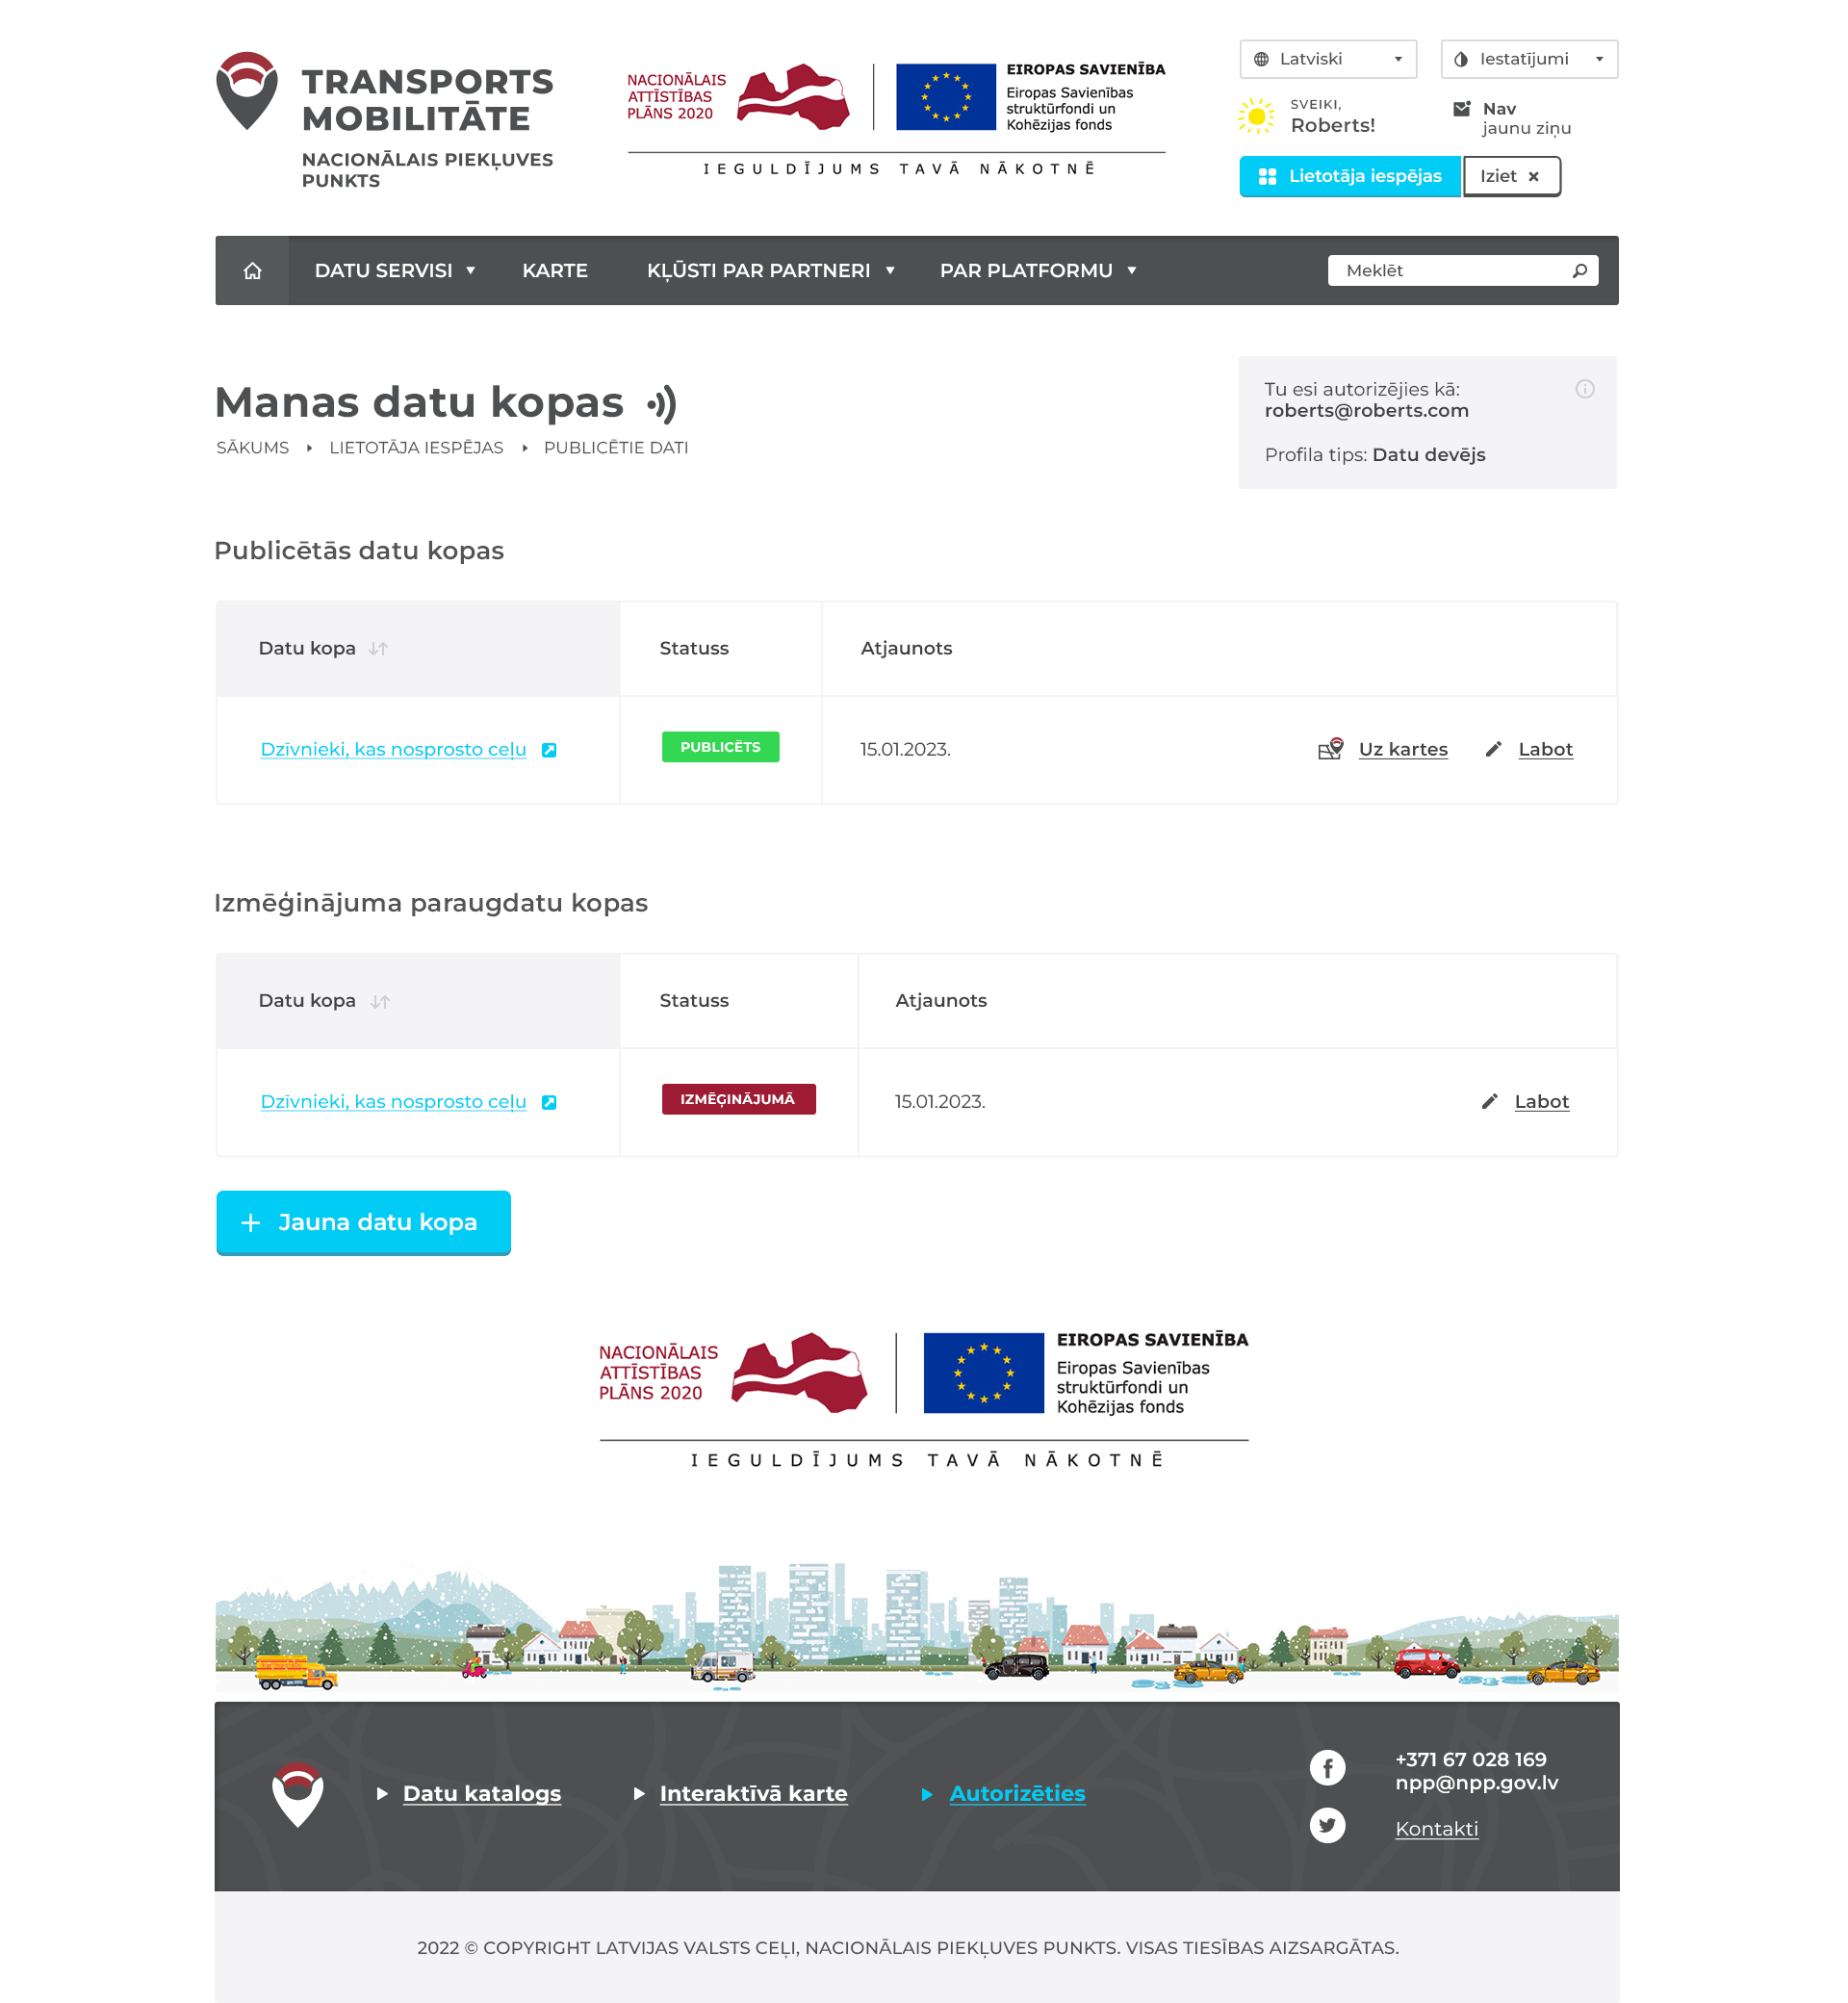 TRANSPORTS
MOBILITĀTE
NACIONĀLAIS PIEKĻUVES
PUNKTS
NACIONĀLAIS
ATTĪSTĪBAS
PLĀNS 2020
EIROPAS SAVIENĪBA
Eiropas Savienības
struktūrfondi un
Kohēzijas fonds
IEGULDĪJUMS TAVĀ NĀKOTNĒ
Latviski
Iestatījumi
SVEIKI,
Roberts!
Nav
jaunu ziņu
Lietotāja iespējas
Iziet
DATU SERVISI
KARTE
KĻŪSTI PAR PARTNERI
PAR PLATFORMU
Meklēt
Manas datu kopas
SĀKUMS
LIETOTĀJA IESPĒJAS
PUBLICĒTIE DATI
Tu esi autorizējies kā:
roberts@roberts.com
Profila tips: Datu devējs
Publicētās datu kopas
Datu kopa
Statuss
Atjaunots
Dzīvnieki, kas nosprosto ceļu
PUBLICĒTS
15.01.2023.
Uz kartes
Labot
Izmēģinājuma paraugdatu kopas
Datu kopa
Statuss
Atjaunots
Dzīvnieki, kas nosprosto ceļu
IZMĒĢINĀJUMĀ
15.01.2023.
Labot
Jauna datu kopa
NACIONĀLAIS
ATTĪSTĪBAS
PLĀNS 2020
EIROPAS SAVIENĪBA
Eiropas Savienības
struktūrfondi un
Kohēzijas fonds
IEGULDĪJUMS TAVĀ NĀKOTNĒ
Datu katalogs
Interaktīvā karte
Autorizēties
+371 67 028 169
npp@npp.gov.lv
Kontakti
2022 © COPYRIGHT LATVIJAS VALSTS CEĻI, NACIONĀLAIS PIEKĻUVES PUNKTS. VISAS TIESĪBAS AIZSARGĀTAS.